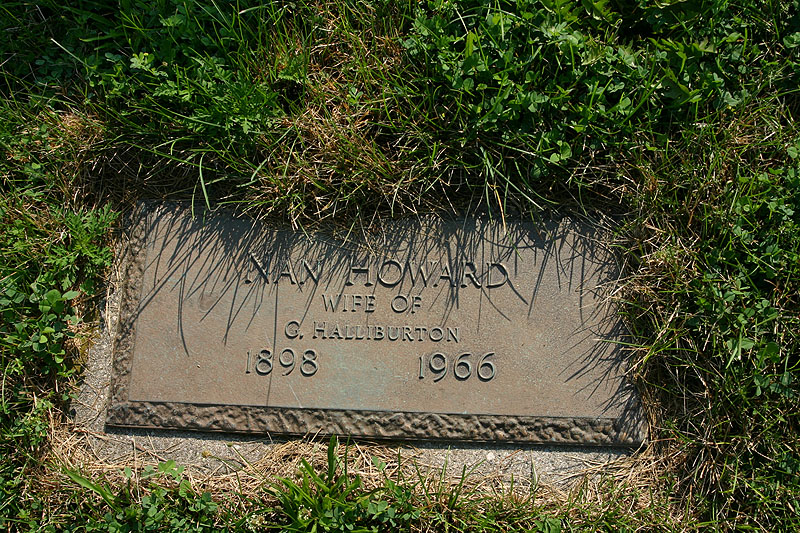 NAN HOWARD
WIFE OF
G. HALLIBURTON
1898 1966